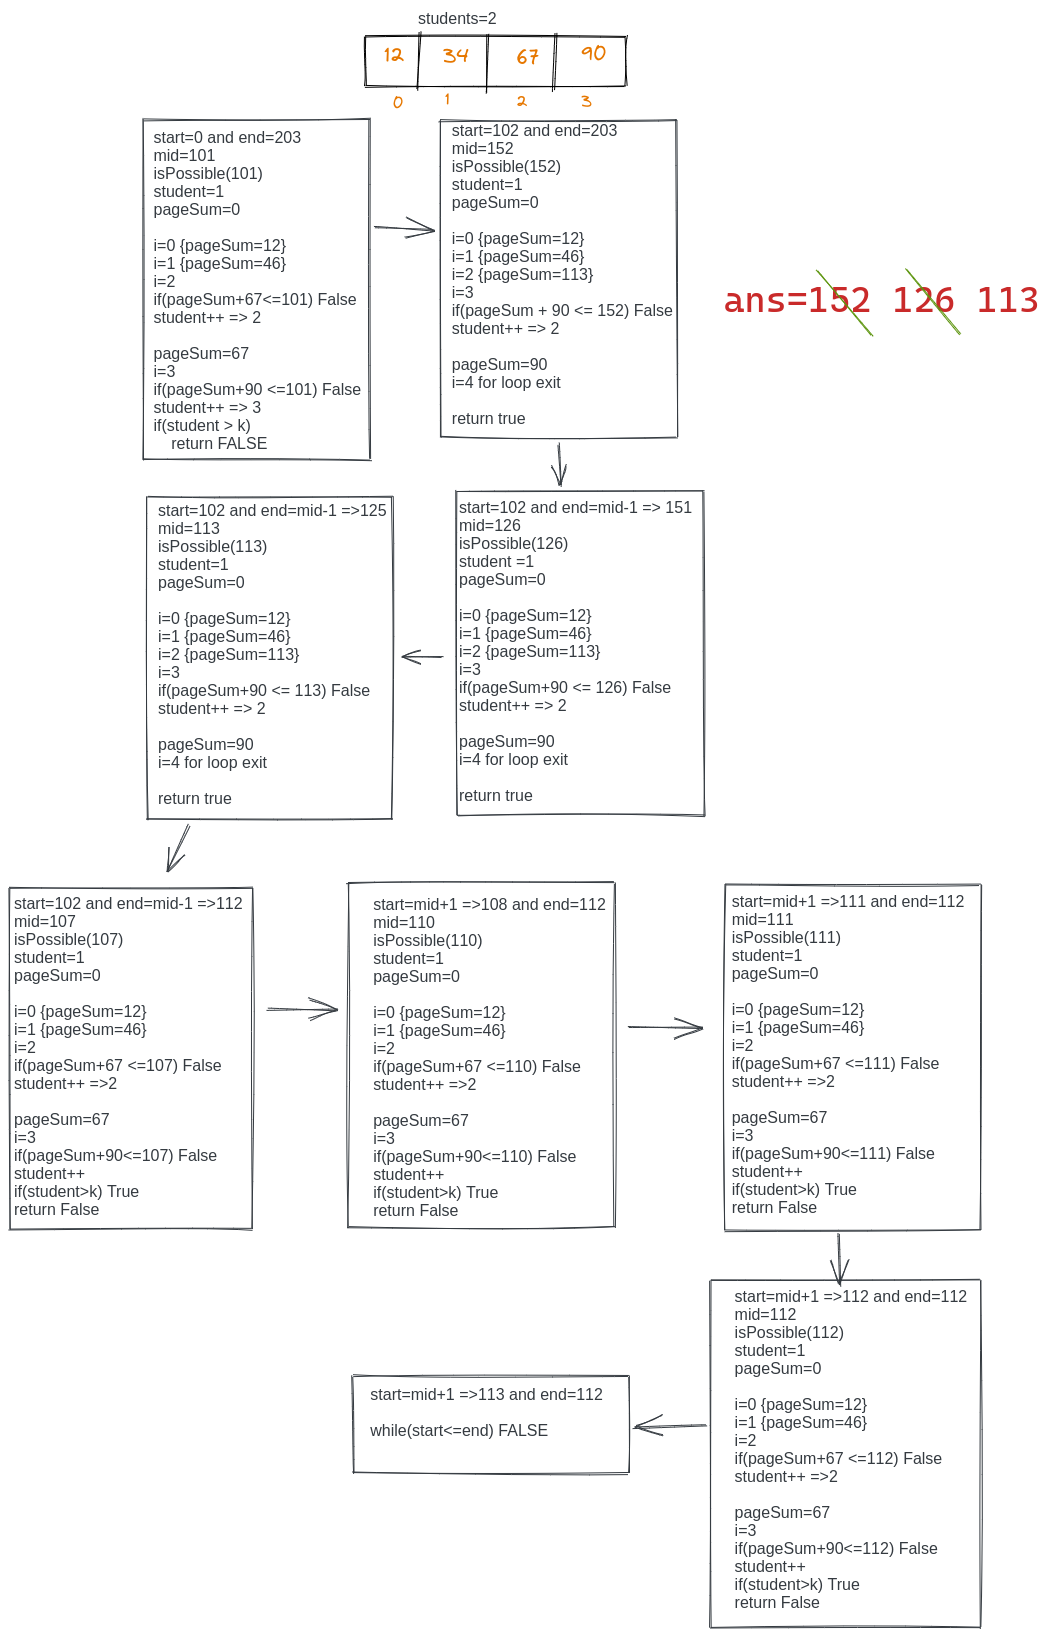 students=2
12 34 67 90
0 1 2 3
start=0 and end=203
mid=101
isPossible(101)
student=1
pageSum=0
i=0 {pageSum=12}
i=1 {pageSum=46}
i=2
if(pageSum+67<=101) False
student++ => 2
pageSum=67
i=3
if(pageSum+90 <=101) False
student++ => 3
if(student > k)
return FALSE
start=102 and end=203
mid=152
isPossible(152)
student=1
pageSum=0
i=0 {pageSum=12}
i=1 {pageSum=46}
i=2 {pageSum=113}
i=3
if(pageSum + 90 <= 152) False
student++ => 2
pageSum=90
i=4 for loop exit
return true
ans=152 126 113
start=102 and end=mid-1 => 151
mid=126
isPossible(126)
student =1
pageSum=0
i=0 {pageSum=12}
i=1 {pageSum=46}
i=2 {pageSum=113}
i=3
if(pageSum+90 <= 126) False
student++ => 2
pageSum=90
i=4 for loop exit
return true
start=102 and end=mid-1 =>125
mid=113
isPossible(113)
student=1
pageSum=0
i=0 {pageSum=12}
i=1 {pageSum=46}
i=2 {pageSum=113}
i=3
if(pageSum+90 <= 113) False
student++ => 2
pageSum=90
i=4 for loop exit
return true
start=102 and end=mid-1 =>112
mid=107
isPossible(107)
student=1
pageSum=0
i=0 {pageSum=12}
i=1 {pageSum=46}
i=2
if(pageSum+67 <=107) False
student++ =>2
pageSum=67
i=3
if(pageSum+90<=107) False
student++
if(student>k) True
return False
start=mid+1 =>108 and end=112
mid=110
isPossible(110)
student=1
pageSum=0
i=0 {pageSum=12}
i=1 {pageSum=46}
i=2
if(pageSum+67 <=110) False
student++ =>2
pageSum=67
i=3
if(pageSum+90<=110) False
student++
if(student>k) True
return False
start=mid+1 =>111 and end=112
mid=111
isPossible(111)
student=1
pageSum=0
i=0 {pageSum=12}
i=1 {pageSum=46}
i=2
if(pageSum+67 <=111) False
student++ =>2
pageSum=67
i=3
if(pageSum+90<=111) False
student++
if(student>k) True
return False
start=mid+1 =>112 and end=112
mid=112
isPossible(112)
student=1
pageSum=0
i=0 {pageSum=12}
i=1 {pageSum=46}
i=2
if(pageSum+67 <=112) False
student++ =>2
pageSum=67
i=3
if(pageSum+90<=112) False
student++
if(student>k) True
return False
start=mid+1 =>113 and end=112
while(start<=end) FALSE